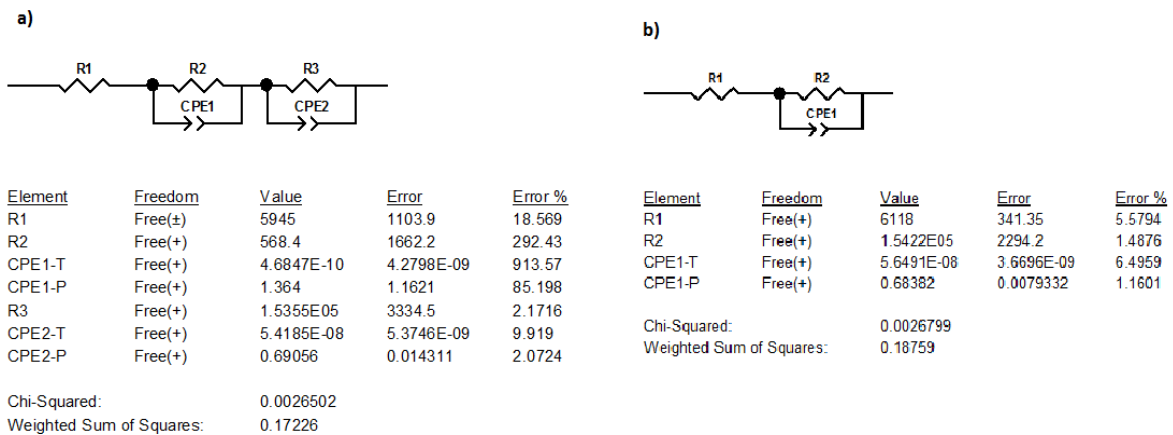 a)
R1 R2 R3
CPE1 CPE2
Element Freedom Value Error Error %
R1 Free(±) 5945 1103.9 18.569
R2 Free(+) 568.4 1662.2 292.43
CPE1-T Free(+) 4.6847E-10 4.2798E-09 913.57
CPE1-P Free(+) 1.364 1.1621 85.198
R3 Free(+) 1.5355E05 3334.5 2.1716
CPE2-T Free(+) 5.4185E-08 5.3746E-09 9.919
CPE2-P Free(+) 0.69056 0.014311 2.0724
Chi-Squared: 0.0026502
Weighted Sum of Squares: 0.17226
b)
R1 R2
CPE1
Element Freedom Value Error Error %
R1 Free(+) 6118 341.35 5.5794
R2 Free(+) 1.5422E05 2294.2 1.4876
CPE1-T Free(+) 5.6491E-08 3.6696E-09 6.4959
CPE1-P Free(+) 0.68382 0.0079332 1.1601
Chi-Squared: 0.0026799
Weighted Sum of Squares: 0.18759